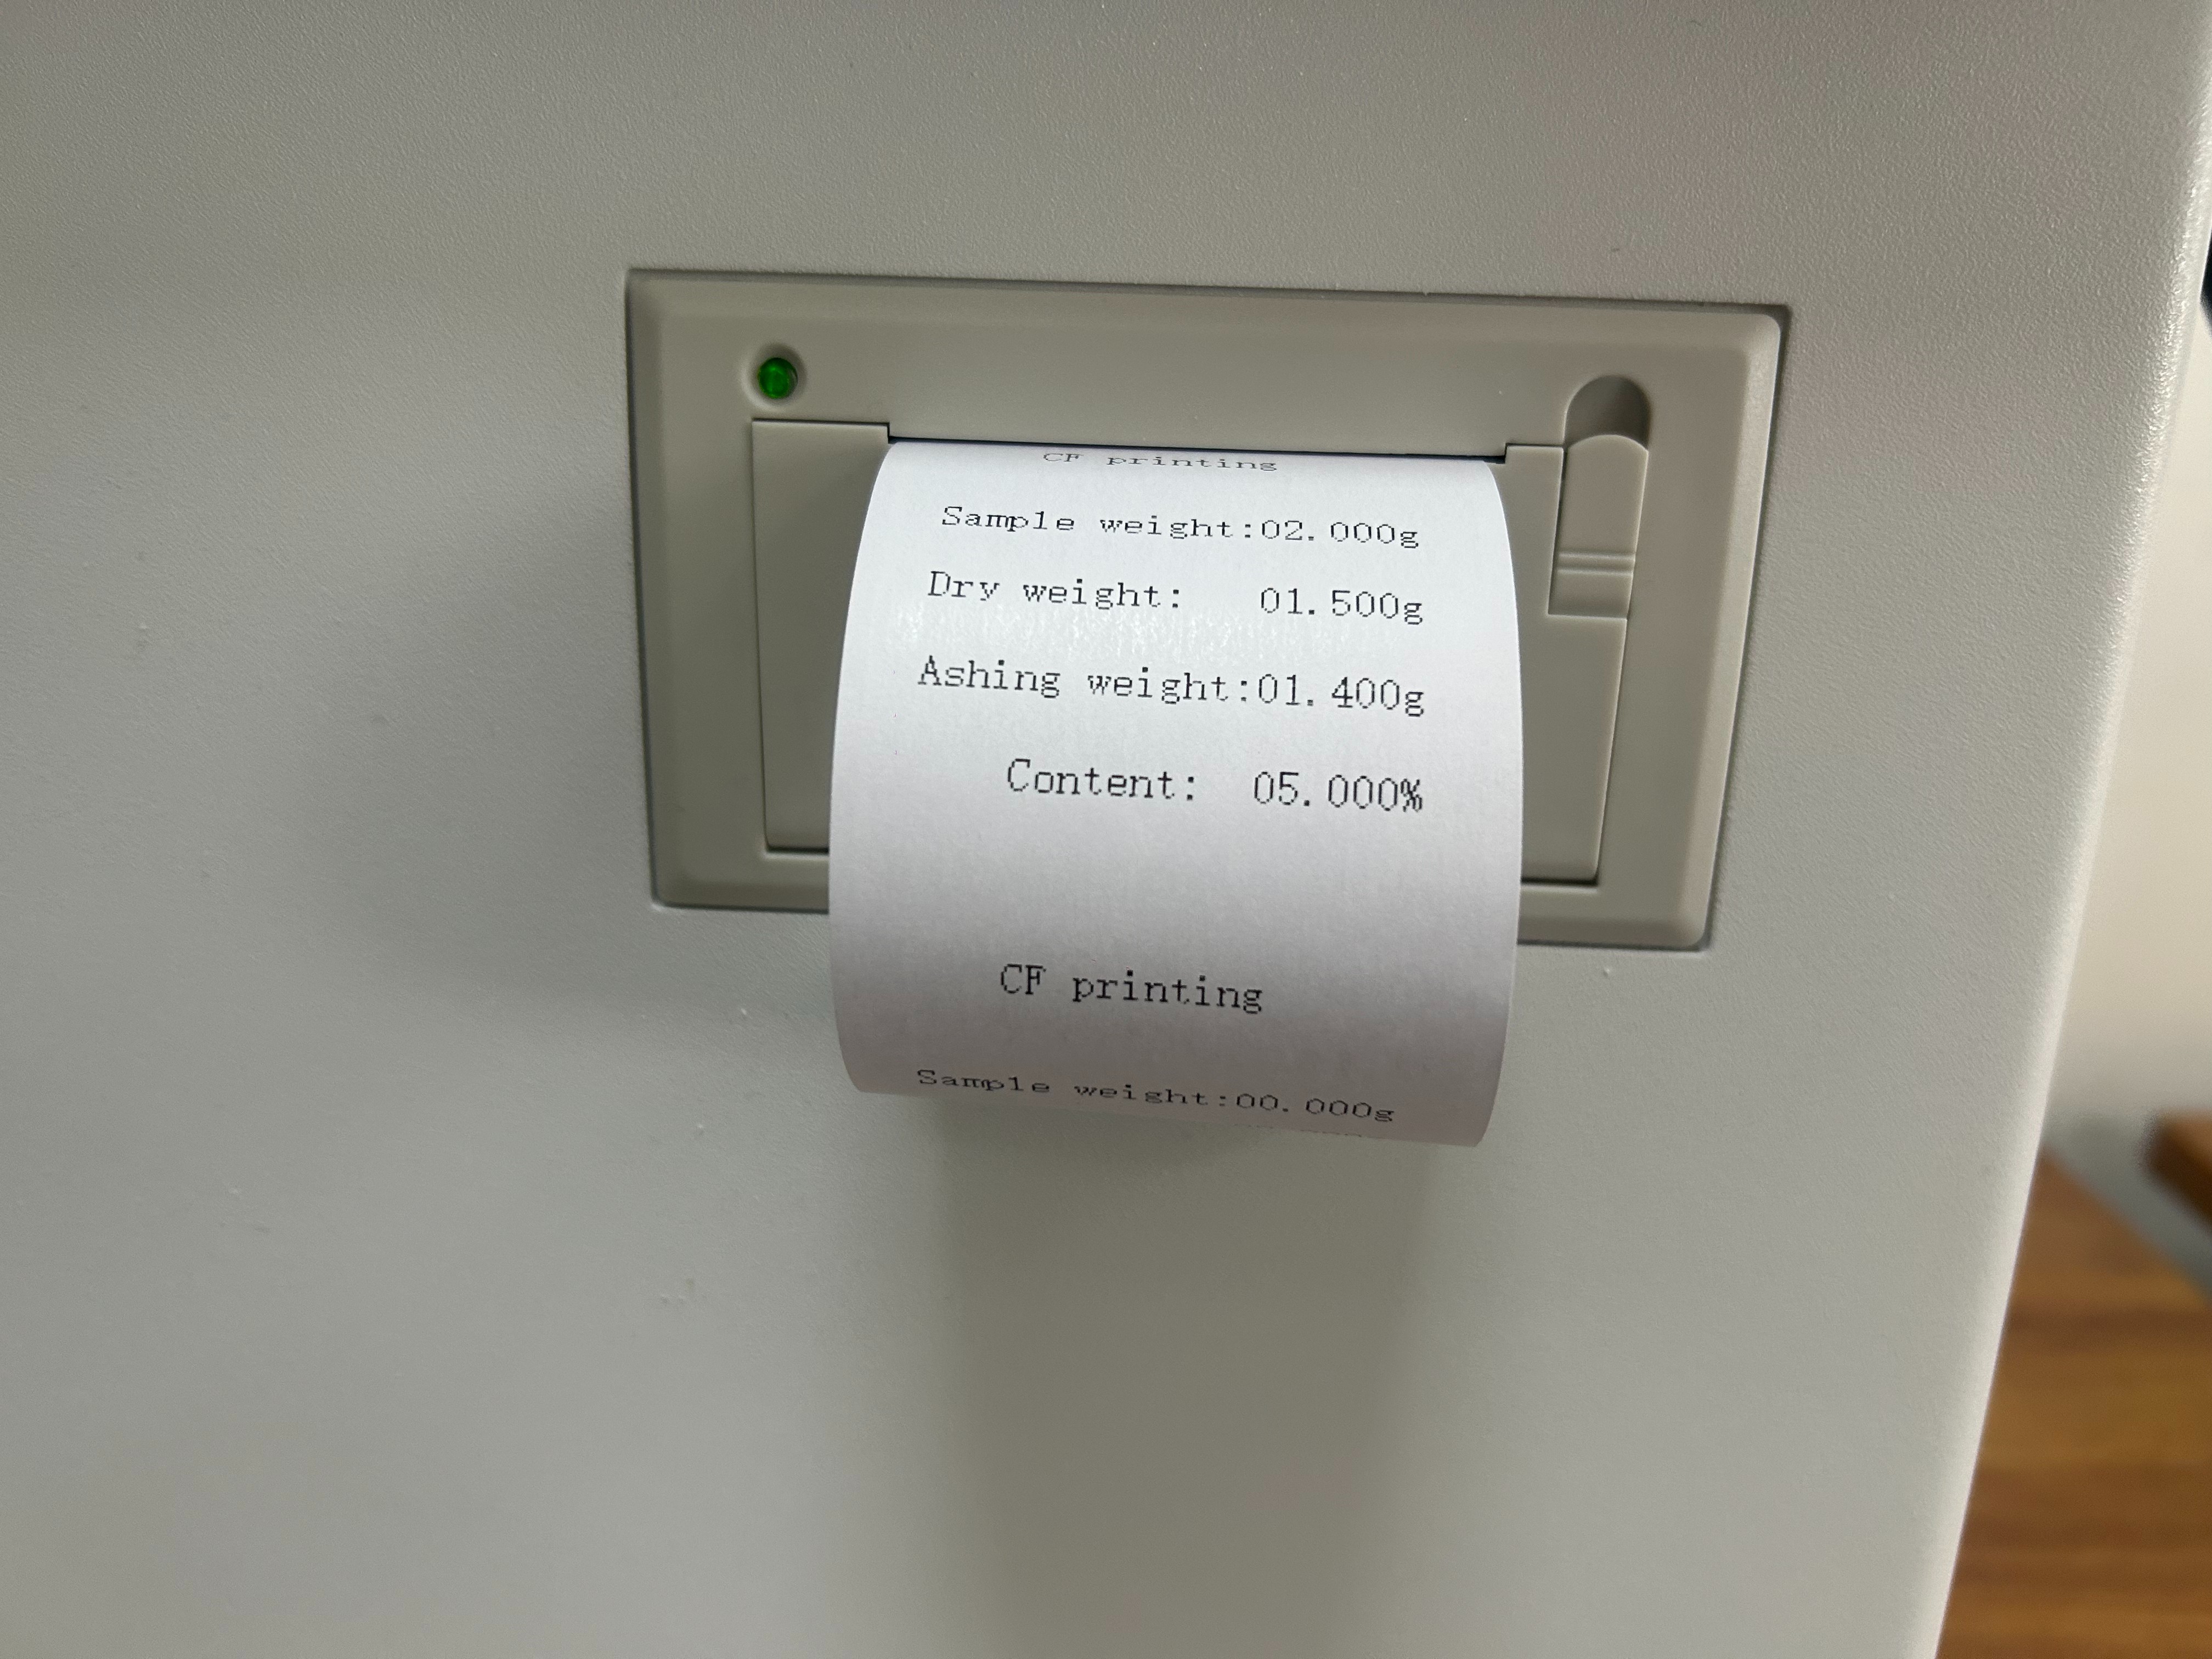 CF printing
Sample weight:02.000g
Dry weight: 01.500g
Ashing weight:01.400g
Content: 05.000%
CF printing
Sample weight:00.000g